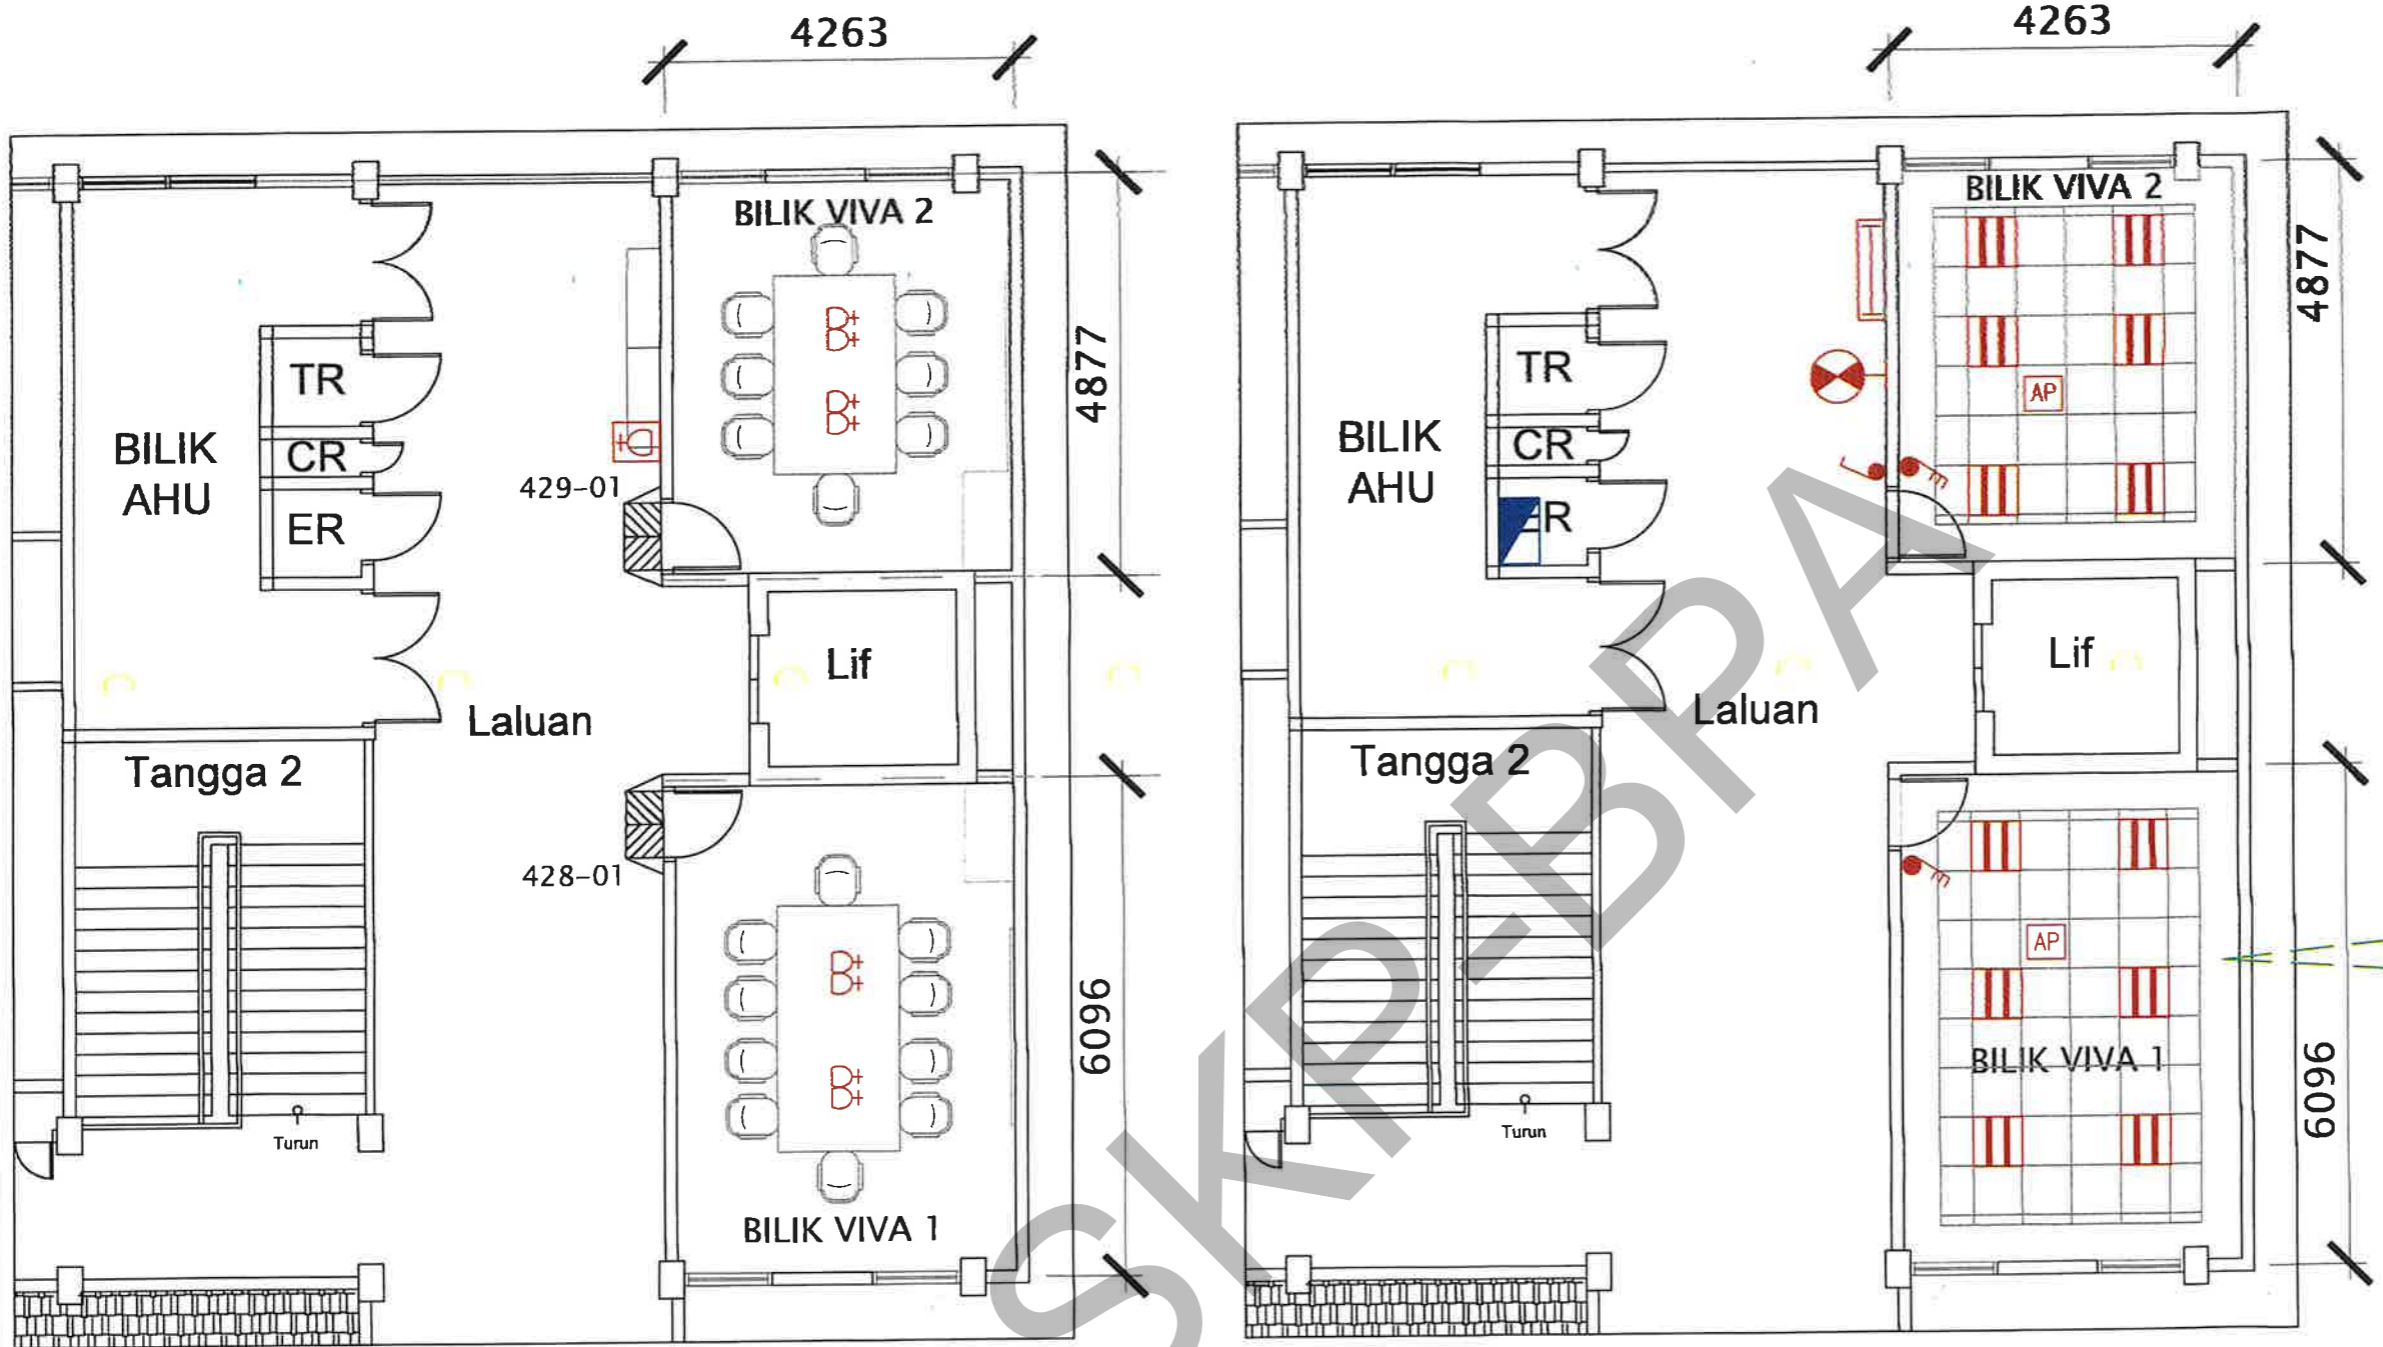 4263
BILIK VIVA 2
4877
TR
CR
ER
BILIK
AHU
429-01
Lif
Laluan
Tangga 2
428-01
6096
Turun
BILIK VIVA 1
4263
BILIK VIVA 2
4877
TR
AP
CR
BILIK
AHU
R
Lif
Laluan
Tangga 2
AP
BILIK VIVA 1
6096
Turun
SKP-BPA